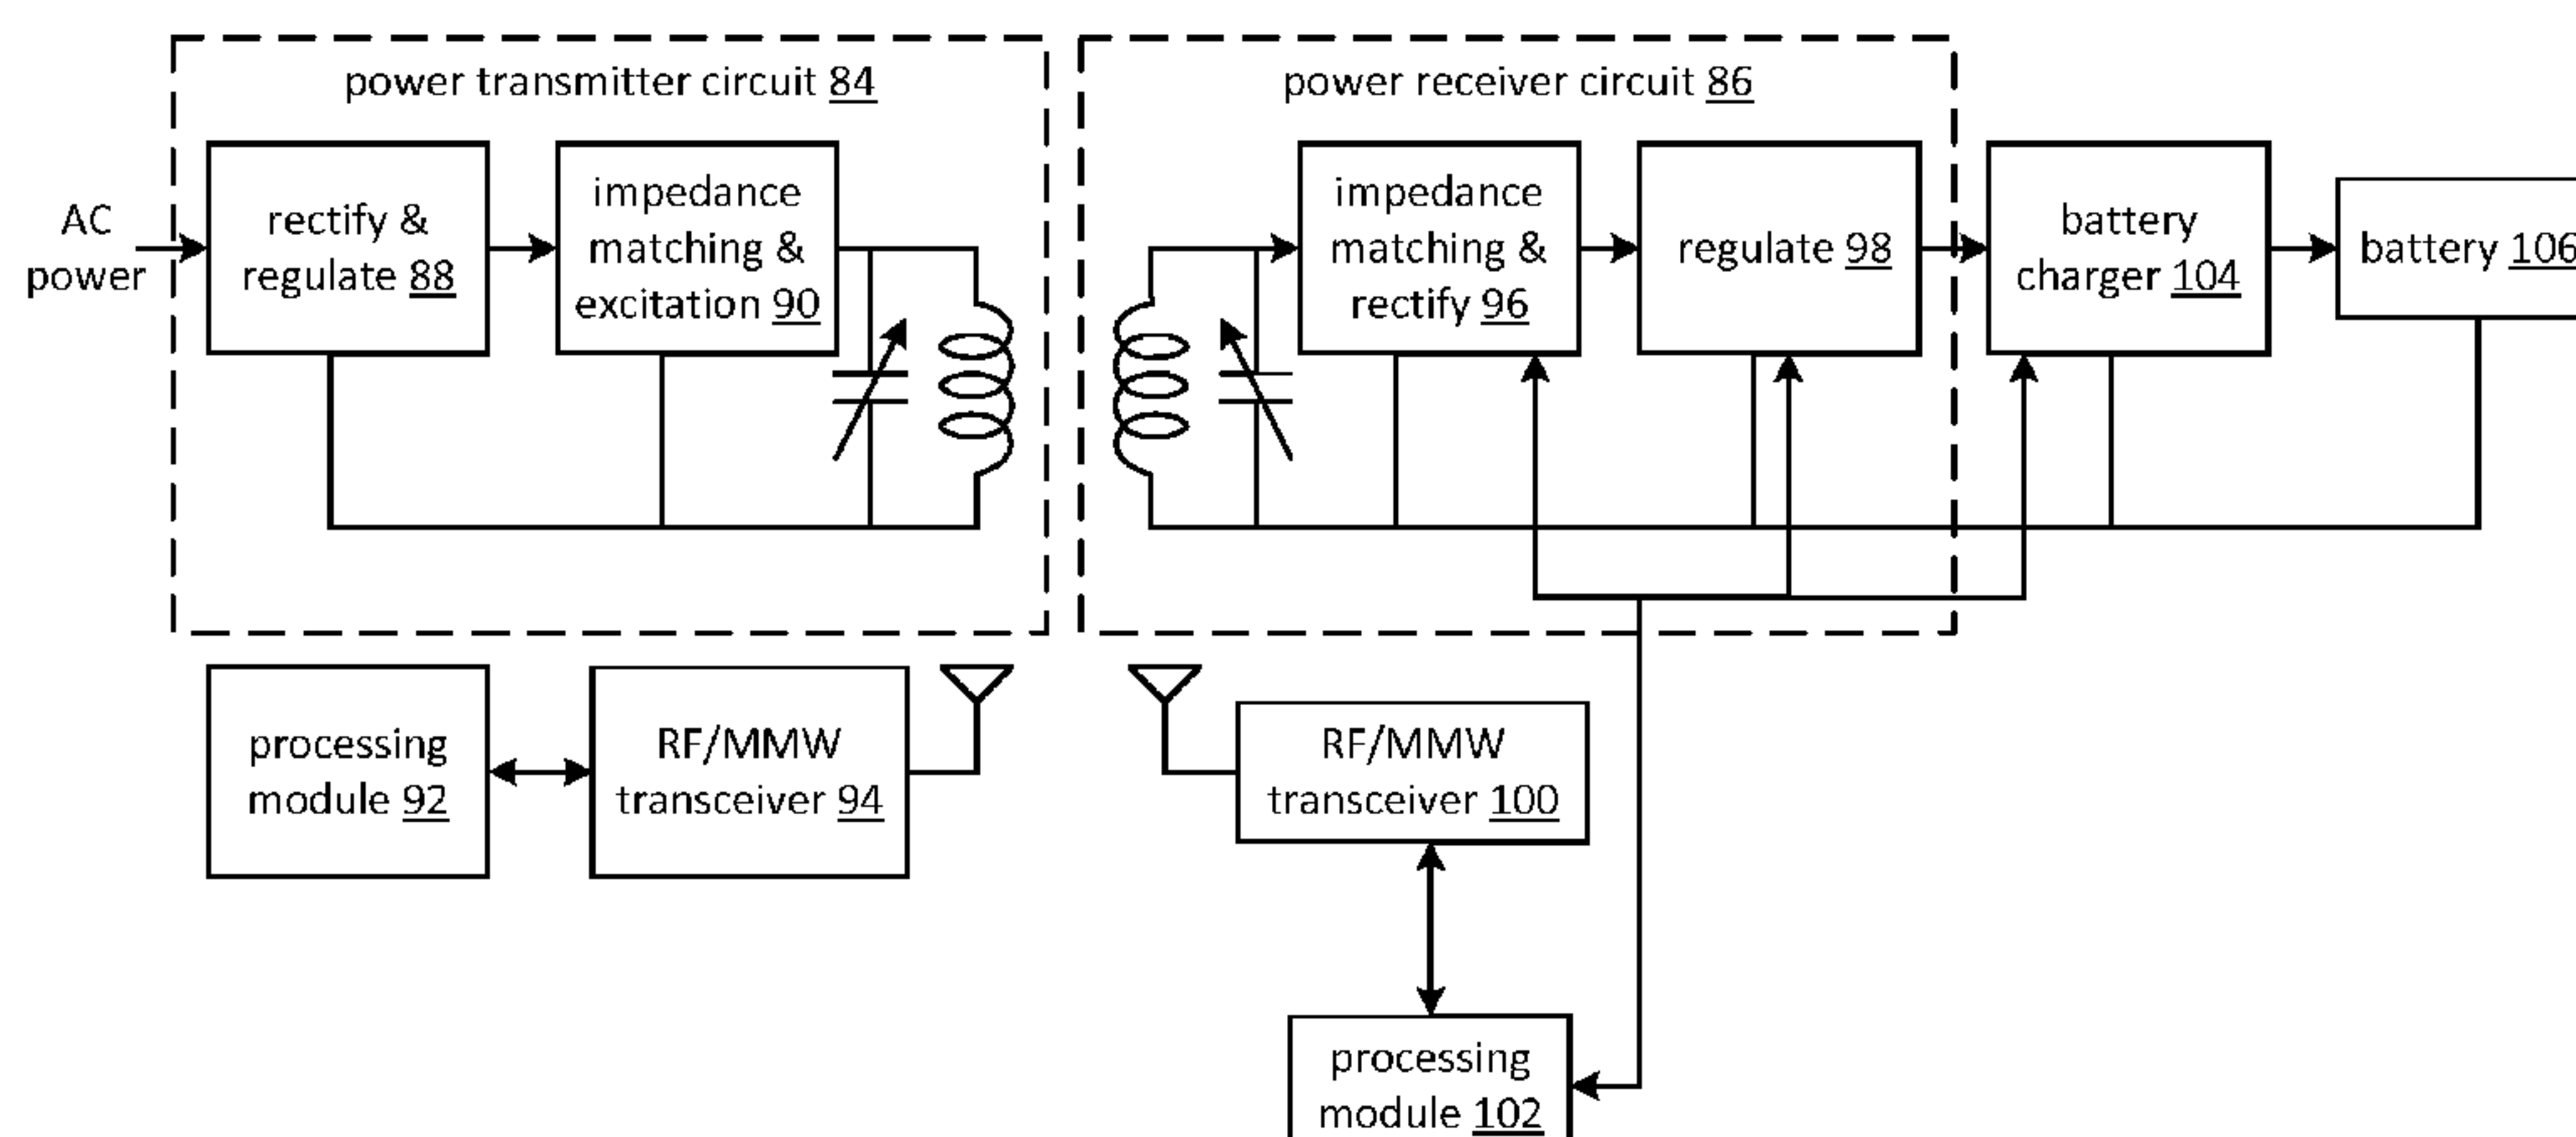 power transmitter circuit 84
power receiver circuit 86
AC
power
rectify &
regulate 88
impedance
matching &
excitation 90
impedance
matching &
rectify 96
regulate 98
battery
charger 104
battery 106
processing
module 92
RF/MMW
transceiver 94
RF/MMW
transceiver 100
processing
module 102